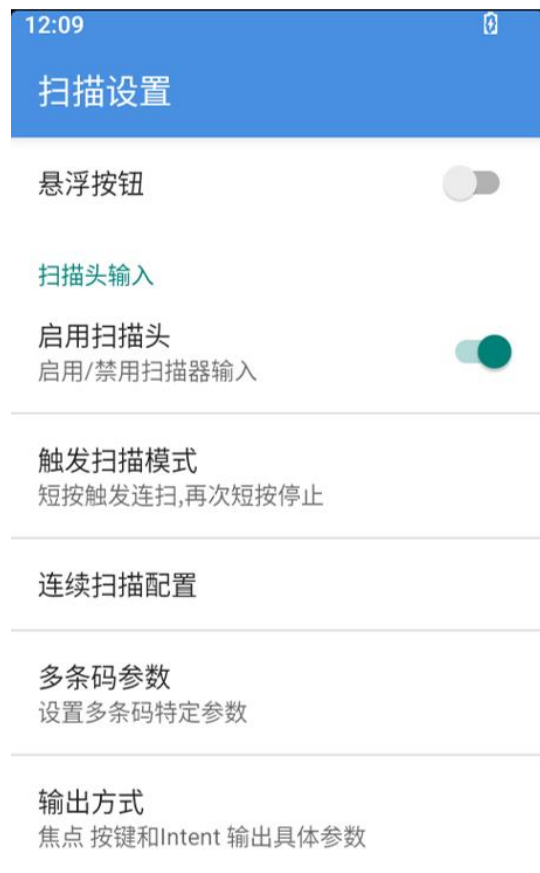 12:09
扫描设置
悬浮按钮
扫描头输入
启用扫描头
启用/禁用扫描器输入
触发扫描模式
短按触发连扫,再次短按停止
连续扫描配置
多条码参数
设置多条码特定参数
输出方式
焦点 按键和Intent 输出具体参数